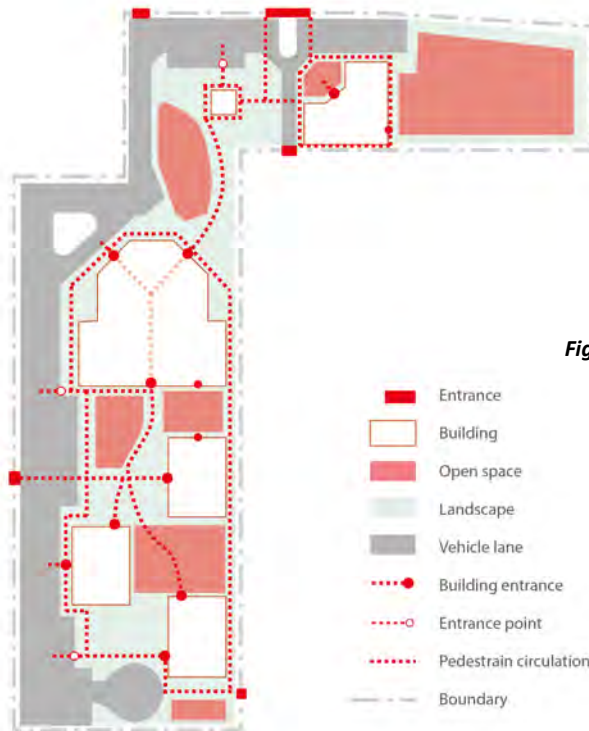 Fig
Entrance
Building
Open space
Landscape
Vehicle lane
Building entrance
Entrance point
Pedestrain circulation
Boundary